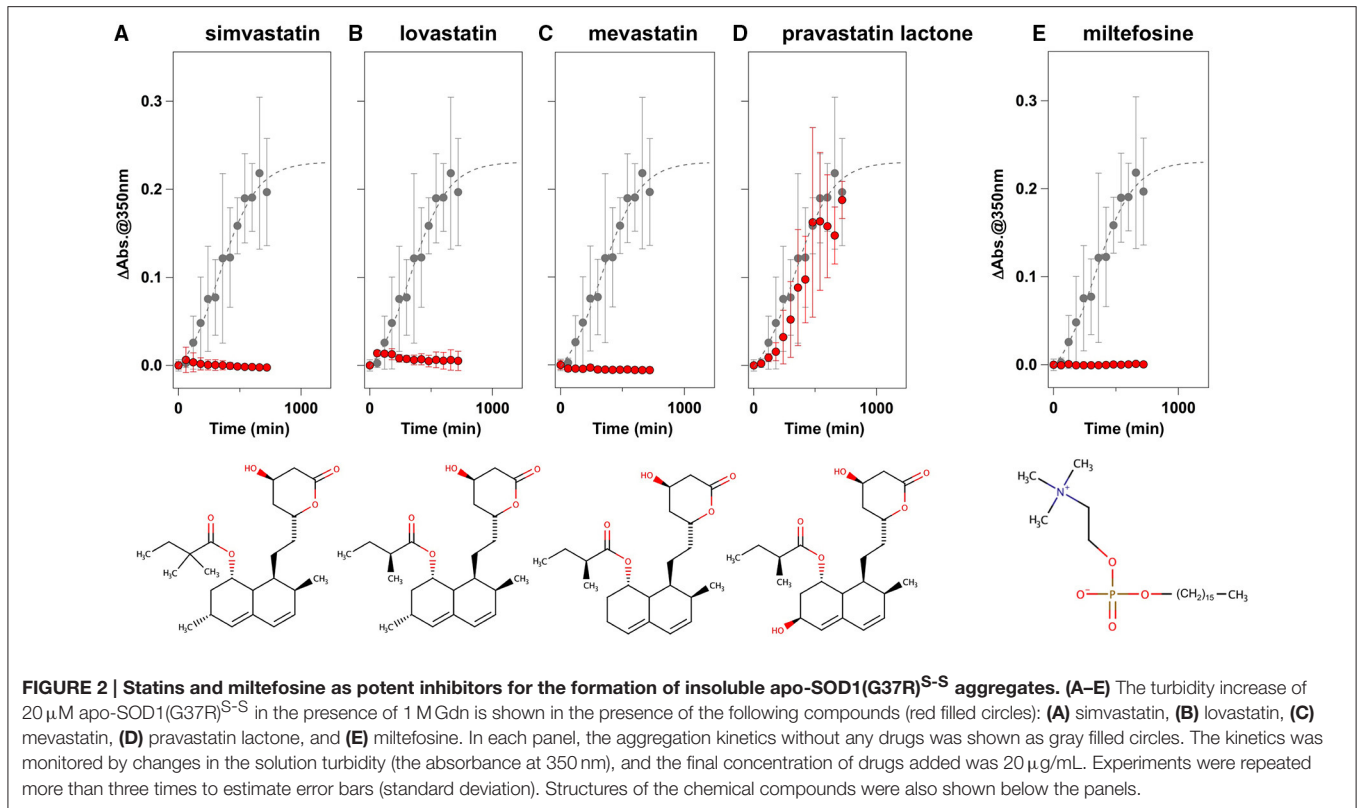 A simvastatin B lovastatin C mevastatin D pravastatin lactone E miltefosine
0.3 0.3
0.2 0.2
0.1 0.1
0.0 0.0
ΔAbs.@350nm ΔAbs.@350nm
0 1000 0 1000 0 1000 0 1000 0 1000
Time (min) Time (min) Time (min) Time (min) Time (min)
HO O O H₃C O O CH₃ H₃C CH₃ H₃C
HO O O H₃C O O CH₃ CH₃ H₃C
HO O O H₃C O O CH₃ CH₃
HO O O H₃C O O CH₃ CH₃ HO
H₃C CH₃ N⁺ H₃C O O⁻ P O (CH₂)₁₅ CH₃ O
FIGURE 2 | Statins and miltefosine as potent inhibitors for the formation of insoluble apo-SOD1(G37R)ˢ⁻ˢ aggregates. (A–E) The turbidity increase of
20 μM apo-SOD1(G37R)ˢ⁻ˢ in the presence of 1 M Gdn is shown in the presence of the following compounds (red filled circles): (A) simvastatin, (B) lovastatin, (C)
mevastatin, (D) pravastatin lactone, and (E) miltefosine. In each panel, the aggregation kinetics without any drugs was shown as gray filled circles. The kinetics was
monitored by changes in the solution turbidity (the absorbance at 350 nm), and the final concentration of drugs added was 20 μg/mL. Experiments were repeated
more than three times to estimate error bars (standard deviation). Structures of the chemical compounds were also shown below the panels.